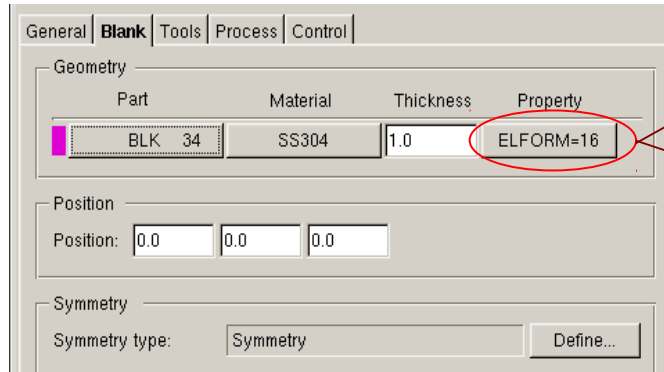 General Blank Tools Process Control
Geometry
Part Material Thickness Property
BLK 34 SS304 1.0 ELFORM=16
Position
Position: 0.0 0.0 0.0
Symmetry
Symmetry type: Symmetry Define...